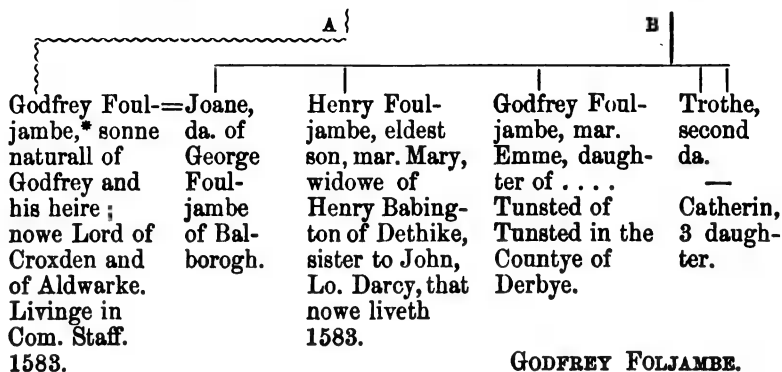 A
B
Godfrey Foul-=Joane,
jambe,* sonne
naturall of
Godfrey and
his heire ;
nowe Lord of
Croxden and
of Aldwarke.
Livinge in
Com. Staff.
1583.
da. of
George
Foul-
jambe
of Bal-
borogh.
Henry Foul-
jambe, eldest
son, mar. Mary,
widowe of
Henry Babing-
ton of Dethike,
sister to John,
Lo. Darcy, that
nowe liveth
1583.
Godfrey Foul-
jambe, mar.
Emme, daugh-
ter of . . . .
Tunsted of
Tunsted in the
Countye of
Derbye.
Trothe,
second
da.
—
Catherin,
3 daugh-
ter.
GODFREY FOLJAMBE.